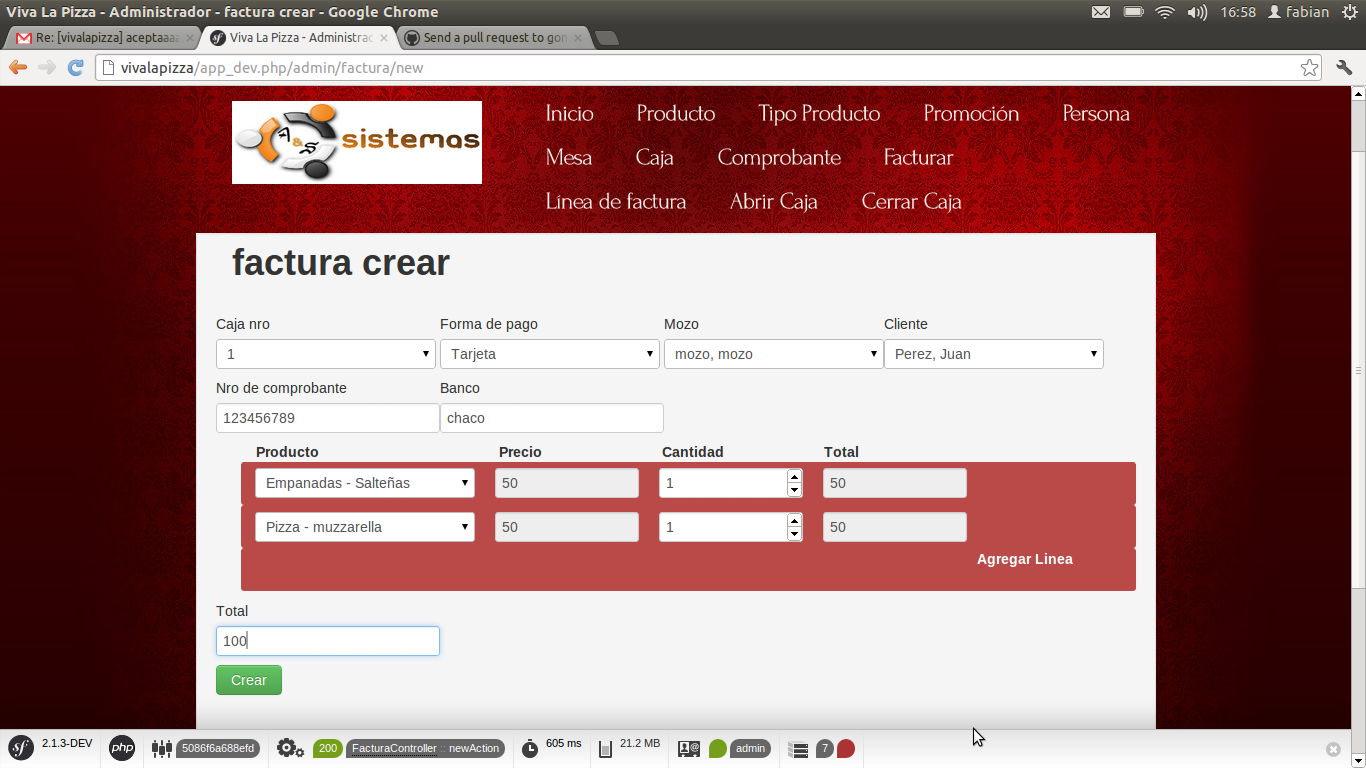 Viva La Pizza - Administrador - factura crear - Google Chrome
16:58 fabian
Re: [vivalapizza] aceptaaaa
Viva La Pizza - Administrac
Send a pull request to gon
vivalapizza/app_dev.php/admin/factura/new
A & S sistemas
Inicio Producto Tipo Producto Promoción Persona
Mesa Caja Comprobante Facturar
Linea de factura Abrir Caja Cerrar Caja
factura crear
Caja nro Forma de pago Mozo Cliente
1 Tarjeta mozo, mozo Perez, Juan
Nro de comprobante Banco
123456789 chaco
Producto Precio Cantidad Total
Empanadas - Salteñas 50 1 50
Pizza - muzzarella 50 1 50
Agregar Linea
Total
100
Crear
sf 2.1.3-DEV php 5086f6a688efd 200 FacturaController :: newAction 605 ms 21.2 MB admin 7